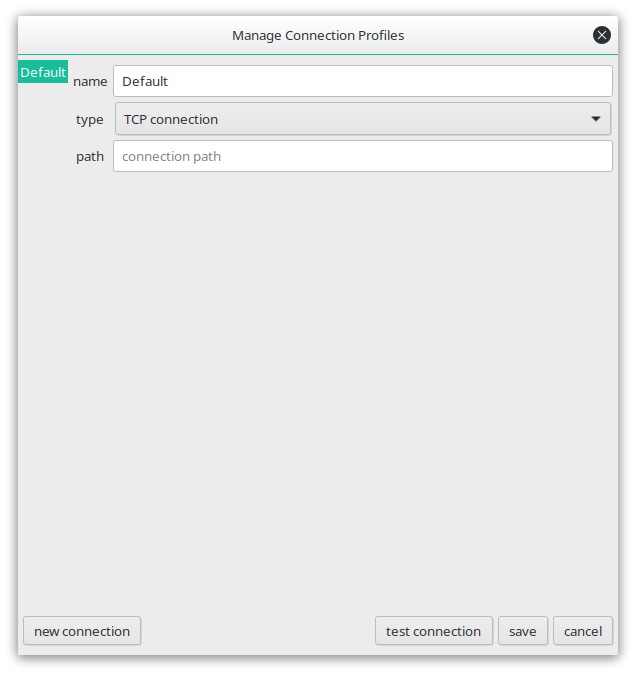 Manage Connection Profiles
Default
name Default
type TCP connection
path connection path
new connection test connection save cancel